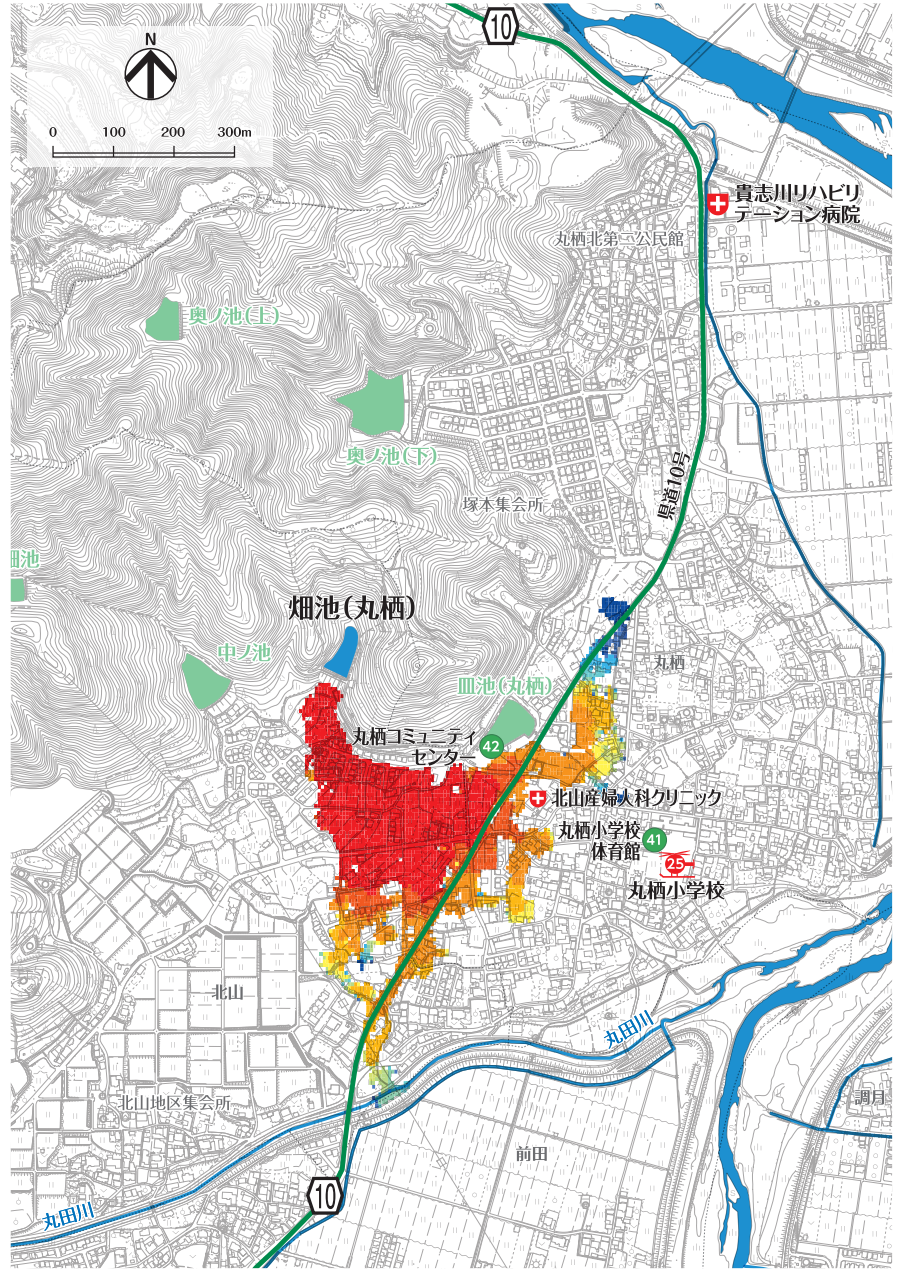 10
N
0 100 200 300m
貴志川リハビリ
テーション病院
丸栖北第二公民館
奥ノ池(上)
奥ノ池(下)
県道10号
塚本集会所
畑池
畑池(丸栖)
中ノ池
丸栖
皿池(丸栖)
丸栖コミュニティ
センター
42
北山産婦人科クリニック
丸栖小学校
体育館
41
25
丸栖小学校
北山
丸田川
北山地区集会所
調月
前田
10
丸田川